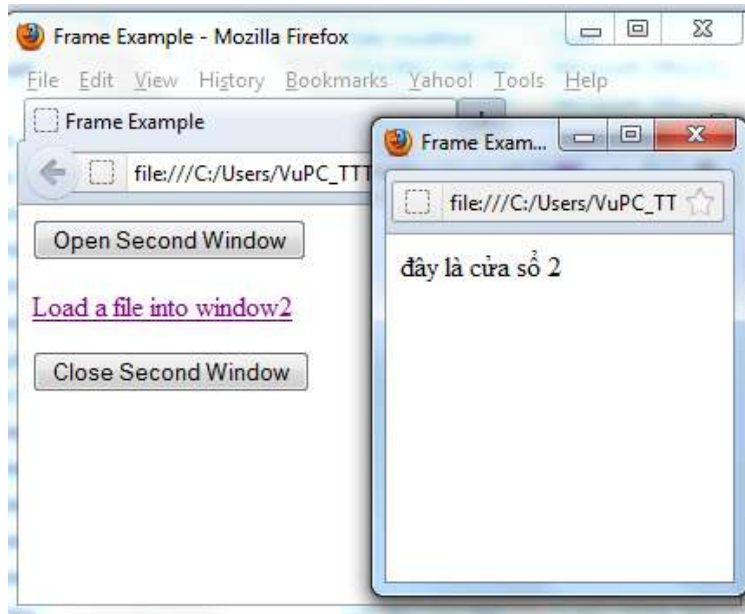 Frame Example - Mozilla Firefox
File Edit View History Bookmarks Yahoo! Tools Help
Frame Example
file:///C:/Users/VuPC_TTT
Open Second Window
Load a file into window2
Close Second Window
Frame Exam...
file:///C:/Users/VuPC_TT
đây là cửa sổ 2